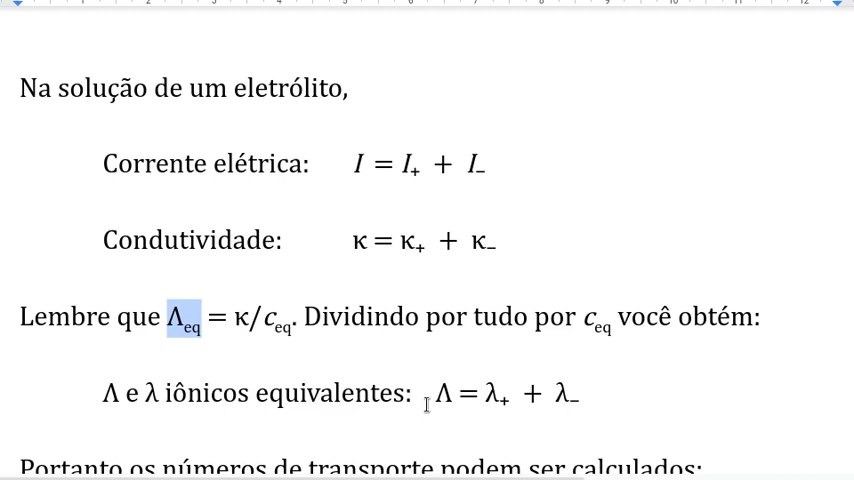 Na solução de um eletrólito,
Corrente elétrica: I = I₊ + I₋
Condutividade: κ = κ₊ + κ₋
Lembre que Λeq = κ/ceq. Dividindo por tudo por ceq você obtém:
Λ e λ iônicos equivalentes: Λ = λ₊ + λ₋
Portanto os números de transporte podem ser calculados: